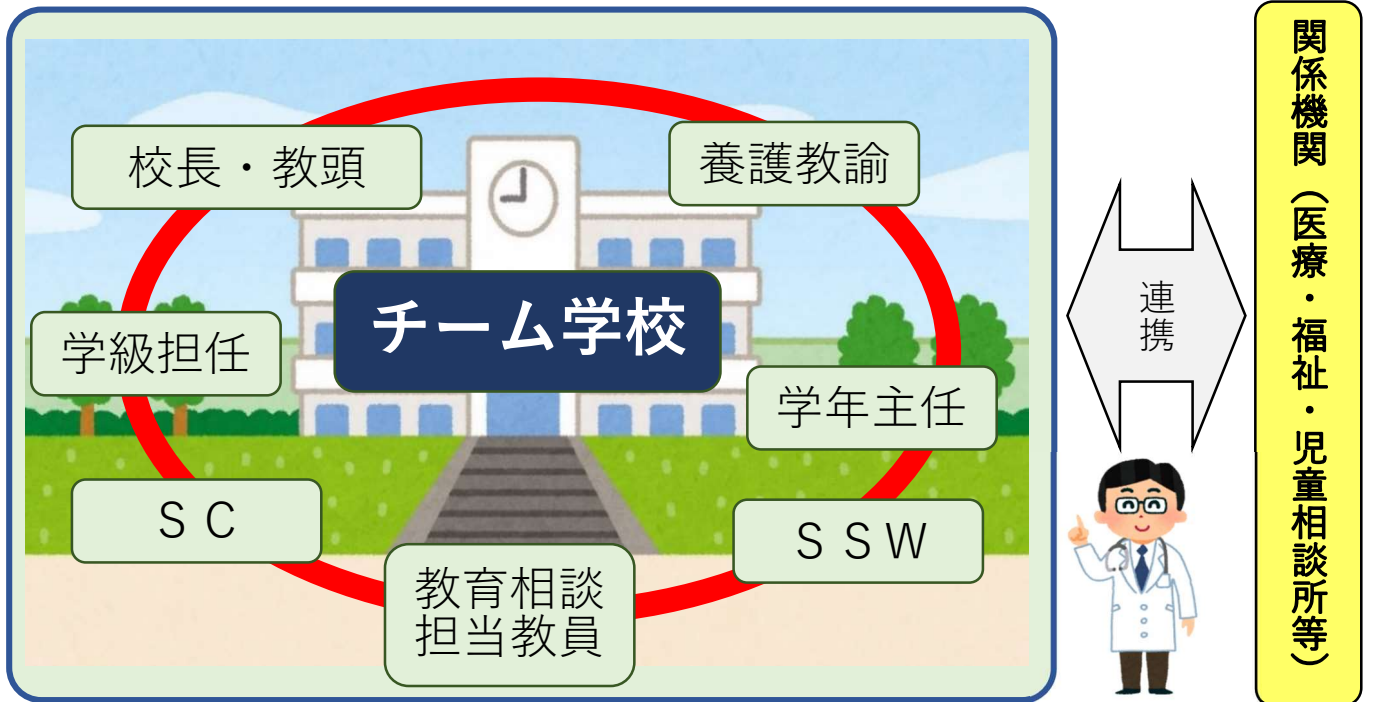 校長・教頭
養護教諭
チーム学校
学級担任
学年主任
ＳＣ
ＳＳＷ
教育相談
担当教員
連携
関係機関（医療・福祉・児童相談所等）